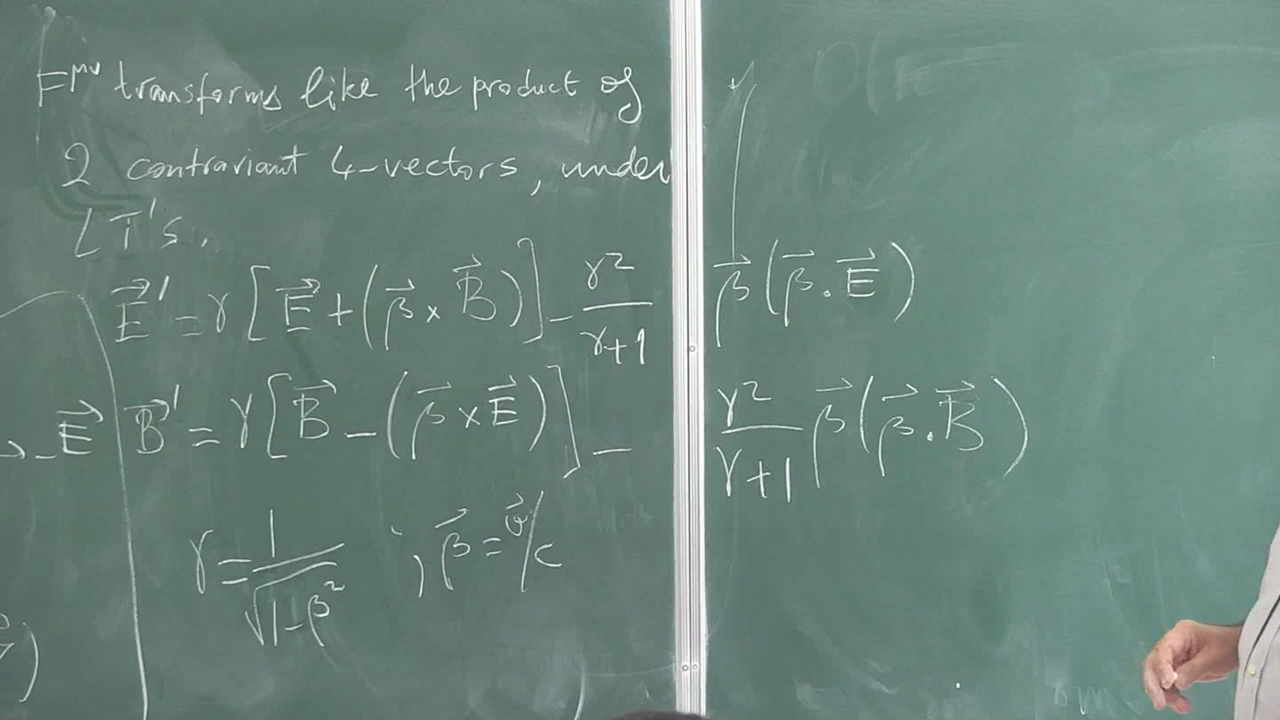 F^μν transforms like the product of
2 contravariant 4-vectors, under
LT's.
E⃗' = γ[E⃗ + (β⃗ × B⃗)] - γ²/(γ+1) β⃗(β⃗ . E⃗)
→ - E⃗
B⃗' = γ[B⃗ - (β⃗ × E⃗)] - γ²/(γ+1) β⃗(β⃗ . B⃗)
γ = 1/√(1-β²) ; β⃗ = v⃗/c